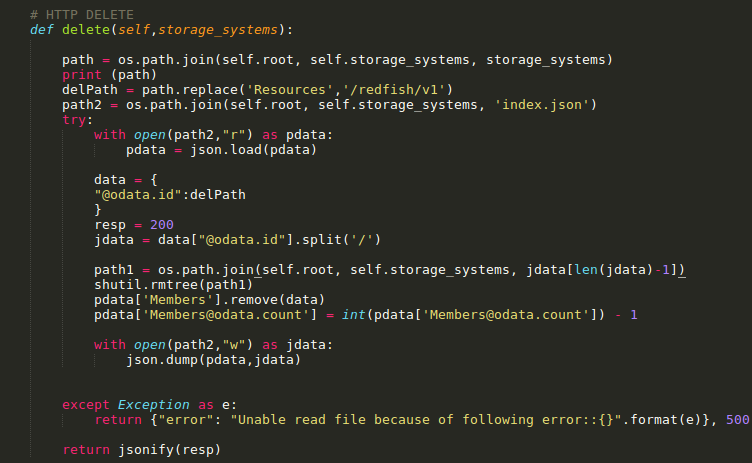 # HTTP DELETE
def delete(self,storage_systems):
path = os.path.join(self.root, self.storage_systems, storage_systems)
print (path)
delPath = path.replace('Resources','/redfish/v1')
path2 = os.path.join(self.root, self.storage_systems, 'index.json')
try:
with open(path2,"r") as pdata:
pdata = json.load(pdata)
data = {
"@odata.id":delPath
}
resp = 200
jdata = data["@odata.id"].split('/')
path1 = os.path.join(self.root, self.storage_systems, jdata[len(jdata)-1])
shutil.rmtree(path1)
pdata['Members'].remove(data)
pdata['Members@odata.count'] = int(pdata['Members@odata.count']) - 1
with open(path2,"w") as jdata:
json.dump(pdata,jdata)
except Exception as e:
return {"error": "Unable read file because of following error::{}".format(e)}, 500
return jsonify(resp)